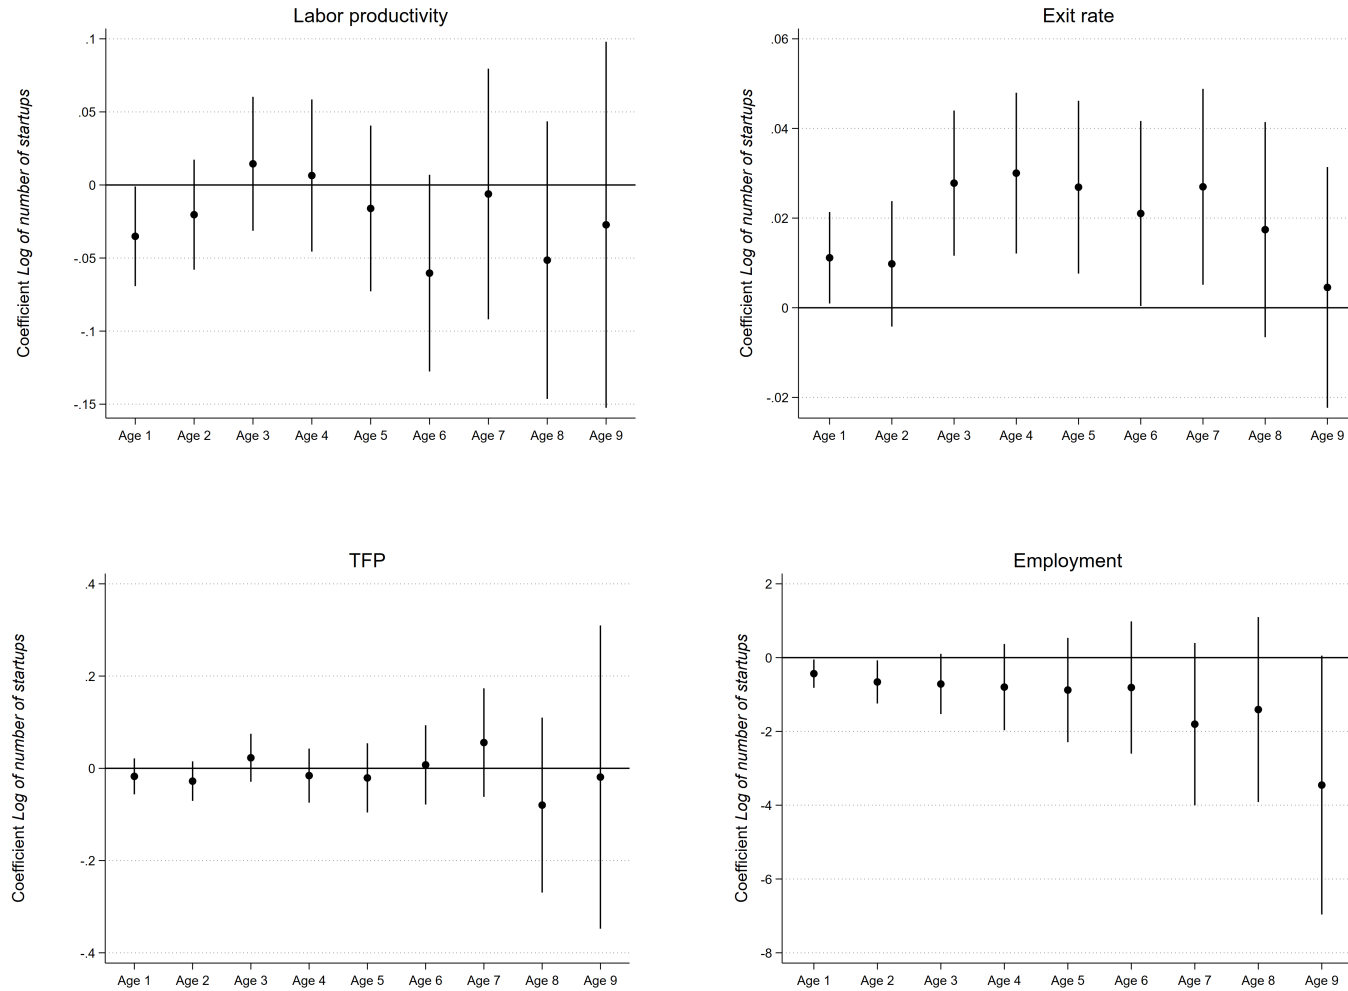 Labor productivity
Coefficient Log of number of startups
.1
.05
0
-.05
-.1
-.15
Age 1 Age 2 Age 3 Age 4 Age 5 Age 6 Age 7 Age 8 Age 9
Exit rate
Coefficient Log of number of startups
.06
.04
.02
0
-.02
Age 1 Age 2 Age 3 Age 4 Age 5 Age 6 Age 7 Age 8 Age 9
TFP
Coefficient Log of number of startups
.4
.2
0
-.2
-.4
Age 1 Age 2 Age 3 Age 4 Age 5 Age 6 Age 7 Age 8 Age 9
Employment
Coefficient Log of number of startups
2
0
-2
-4
-6
-8
Age 1 Age 2 Age 3 Age 4 Age 5 Age 6 Age 7 Age 8 Age 9